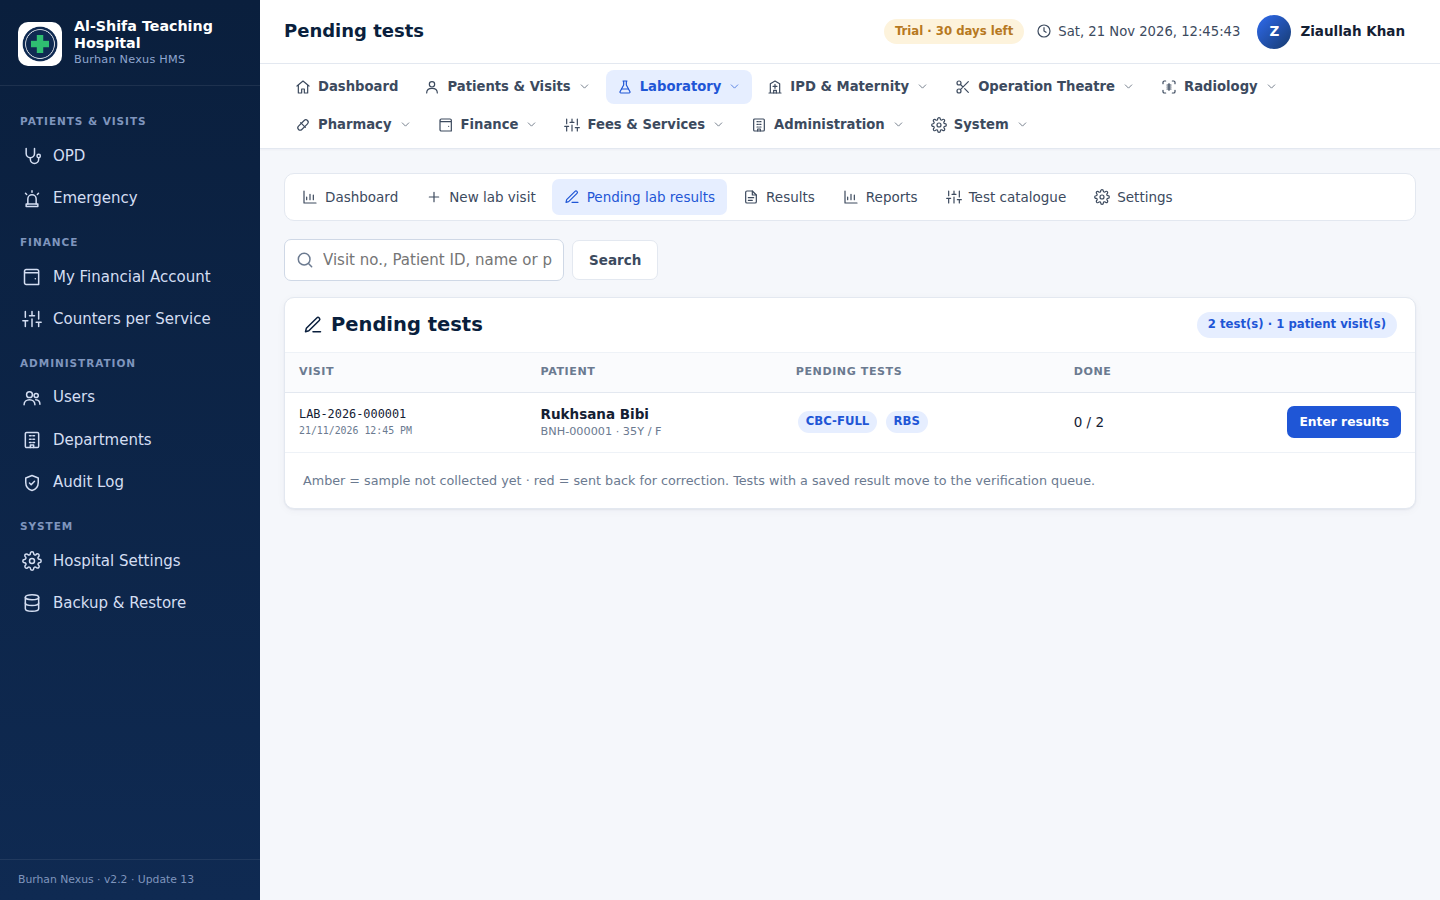 Al-Shifa Teaching
Hospital
Burhan Nexus HMS
PATIENTS & VISITS
OPD
Emergency
FINANCE
My Financial Account
Counters per Service
ADMINISTRATION
Users
Departments
Audit Log
SYSTEM
Hospital Settings
Backup & Restore
Burhan Nexus · v2.2 · Update 13
Pending tests
Trial · 30 days left
Sat, 21 Nov 2026, 12:45:43
Z
Ziaullah Khan
Dashboard
Patients & Visits
Laboratory
IPD & Maternity
Operation Theatre
Radiology
Pharmacy
Finance
Fees & Services
Administration
System
Dashboard
New lab visit
Pending lab results
Results
Reports
Test catalogue
Settings
Visit no., Patient ID, name or p
Search
Pending tests
2 test(s) · 1 patient visit(s)
VISIT PATIENT PENDING TESTS DONE
LAB-2026-000001
21/11/2026 12:45 PM
Rukhsana Bibi
BNH-000001 · 35Y / F
CBC-FULL RBS
0 / 2
Enter results
Amber = sample not collected yet · red = sent back for correction. Tests with a saved result move to the verification queue.